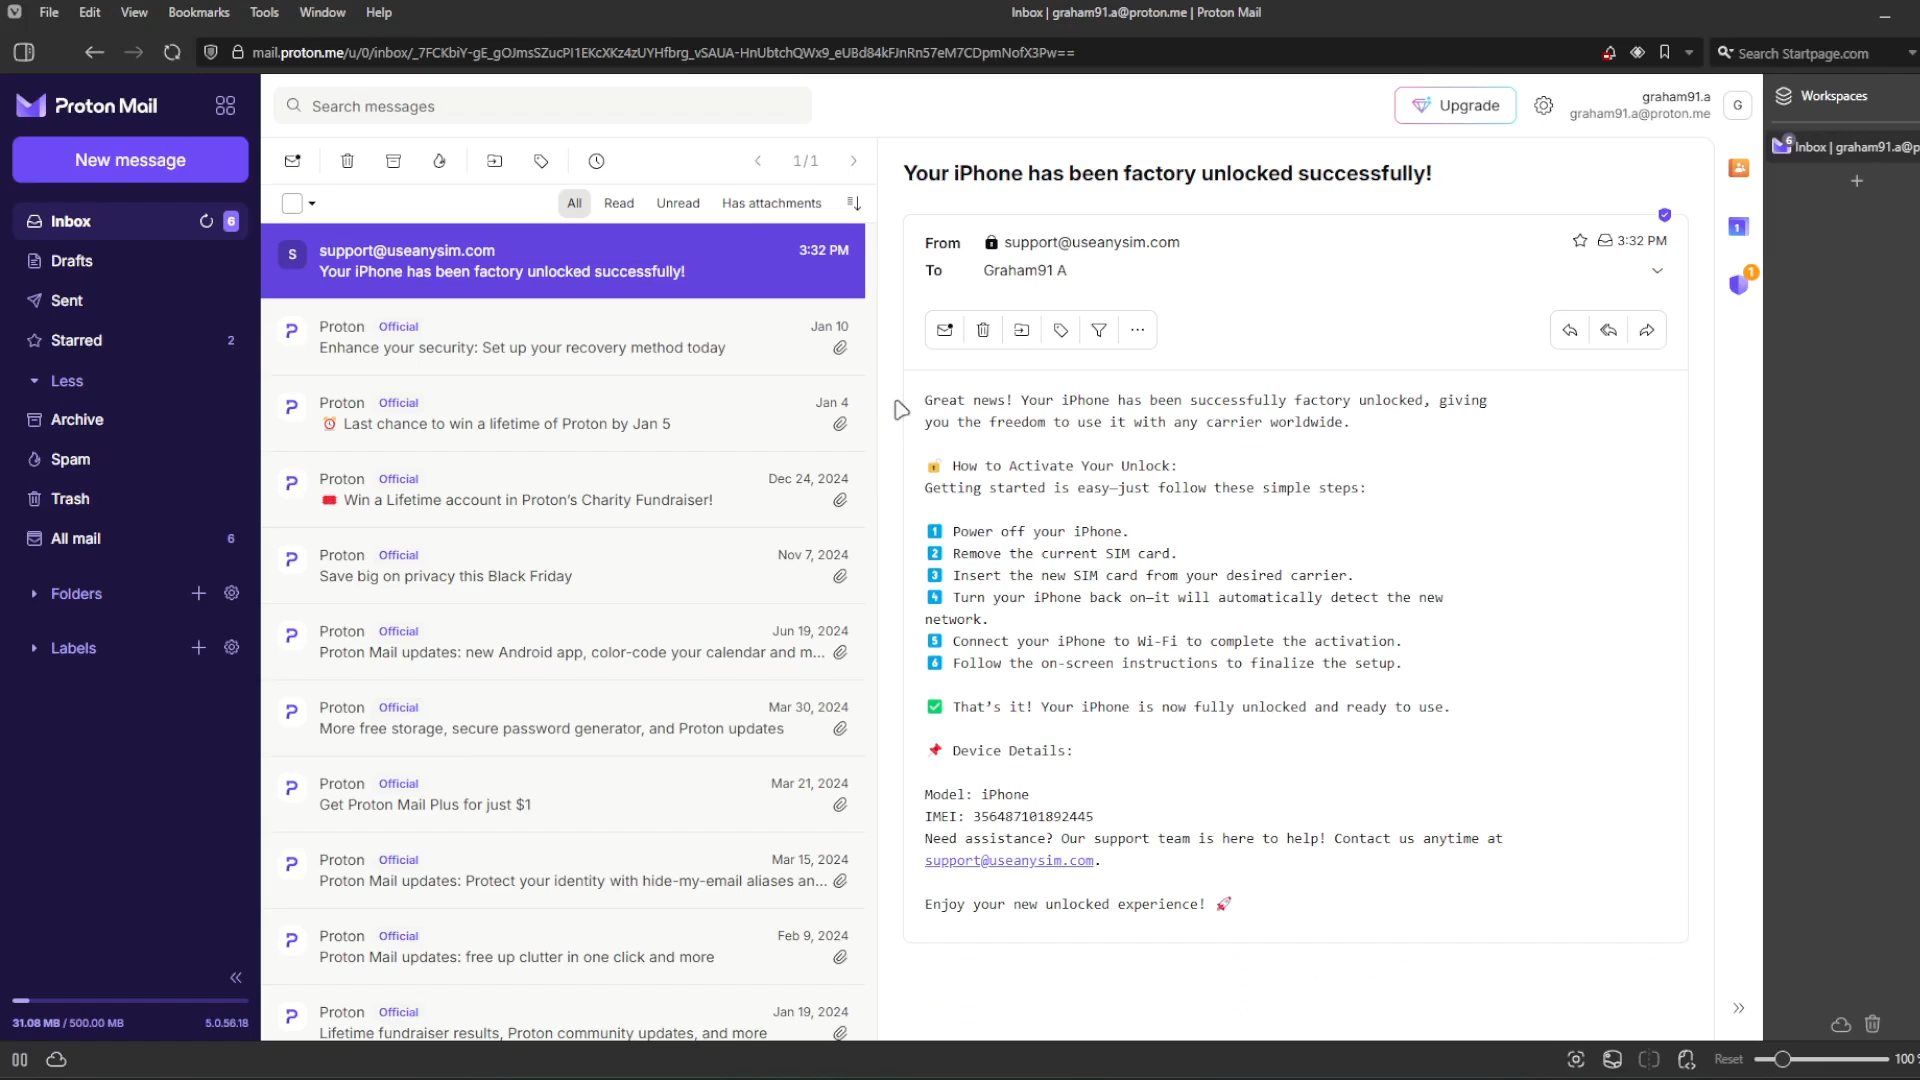 File Edit View Bookmarks Tools Window Help
Inbox | graham91.a@proton.me | Proton Mail
mail.proton.me/u/0/inbox/_7FCKbiY-gE_gOJmsSZucPI1EKcXKz4zUYHfbrg_vSAUA-HnUbtchQWx9_eUBd84kFJnRn57eM7CDpmNofX3Pw==
Search Startpage.com
Proton Mail
Search messages
Upgrade
graham91.a
graham91.a@proton.me
G
Workspaces
6
Inbox | graham91.a@p
New message
Inbox 6
Drafts
Sent
Starred 2
Less
Archive
Spam
Trash
All mail 6
Folders
Labels
31.08 MB / 500.00 MB 5.0.56.18
1/1
All Read Unread Has attachments
S
support@useanysim.com 3:32 PM
Your iPhone has been factory unlocked successfully!
Proton Official Jan 10
Enhance your security: Set up your recovery method today
Proton Official Jan 4
⏰ Last chance to win a lifetime of Proton by Jan 5
Proton Official Dec 24, 2024
🎟️ Win a Lifetime account in Proton's Charity Fundraiser!
Proton Official Nov 7, 2024
Save big on privacy this Black Friday
Proton Official Jun 19, 2024
Proton Mail updates: new Android app, color-code your calendar and m...
Proton Official Mar 30, 2024
More free storage, secure password generator, and Proton updates
Proton Official Mar 21, 2024
Get Proton Mail Plus for just $1
Proton Official Mar 15, 2024
Proton Mail updates: Protect your identity with hide-my-email aliases an...
Proton Official Feb 9, 2024
Proton Mail updates: free up clutter in one click and more
Proton Official Jan 19, 2024
Lifetime fundraiser results, Proton community updates, and more
Your iPhone has been factory unlocked successfully!
From support@useanysim.com 3:32 PM
To Graham91 A
Great news! Your iPhone has been successfully factory unlocked, giving
you the freedom to use it with any carrier worldwide.
🔓 How to Activate Your Unlock:
Getting started is easy—just follow these simple steps:
1️⃣ Power off your iPhone.
2️⃣ Remove the current SIM card.
3️⃣ Insert the new SIM card from your desired carrier.
4️⃣ Turn your iPhone back on—it will automatically detect the new
network.
5️⃣ Connect your iPhone to Wi-Fi to complete the activation.
6️⃣ Follow the on-screen instructions to finalize the setup.
✅ That's it! Your iPhone is now fully unlocked and ready to use.
📌 Device Details:
Model: iPhone
IMEI: 356487101892445
Need assistance? Our support team is here to help! Contact us anytime at
support@useanysim.com.
Enjoy your new unlocked experience! 🚀
1
1
Reset 100 %